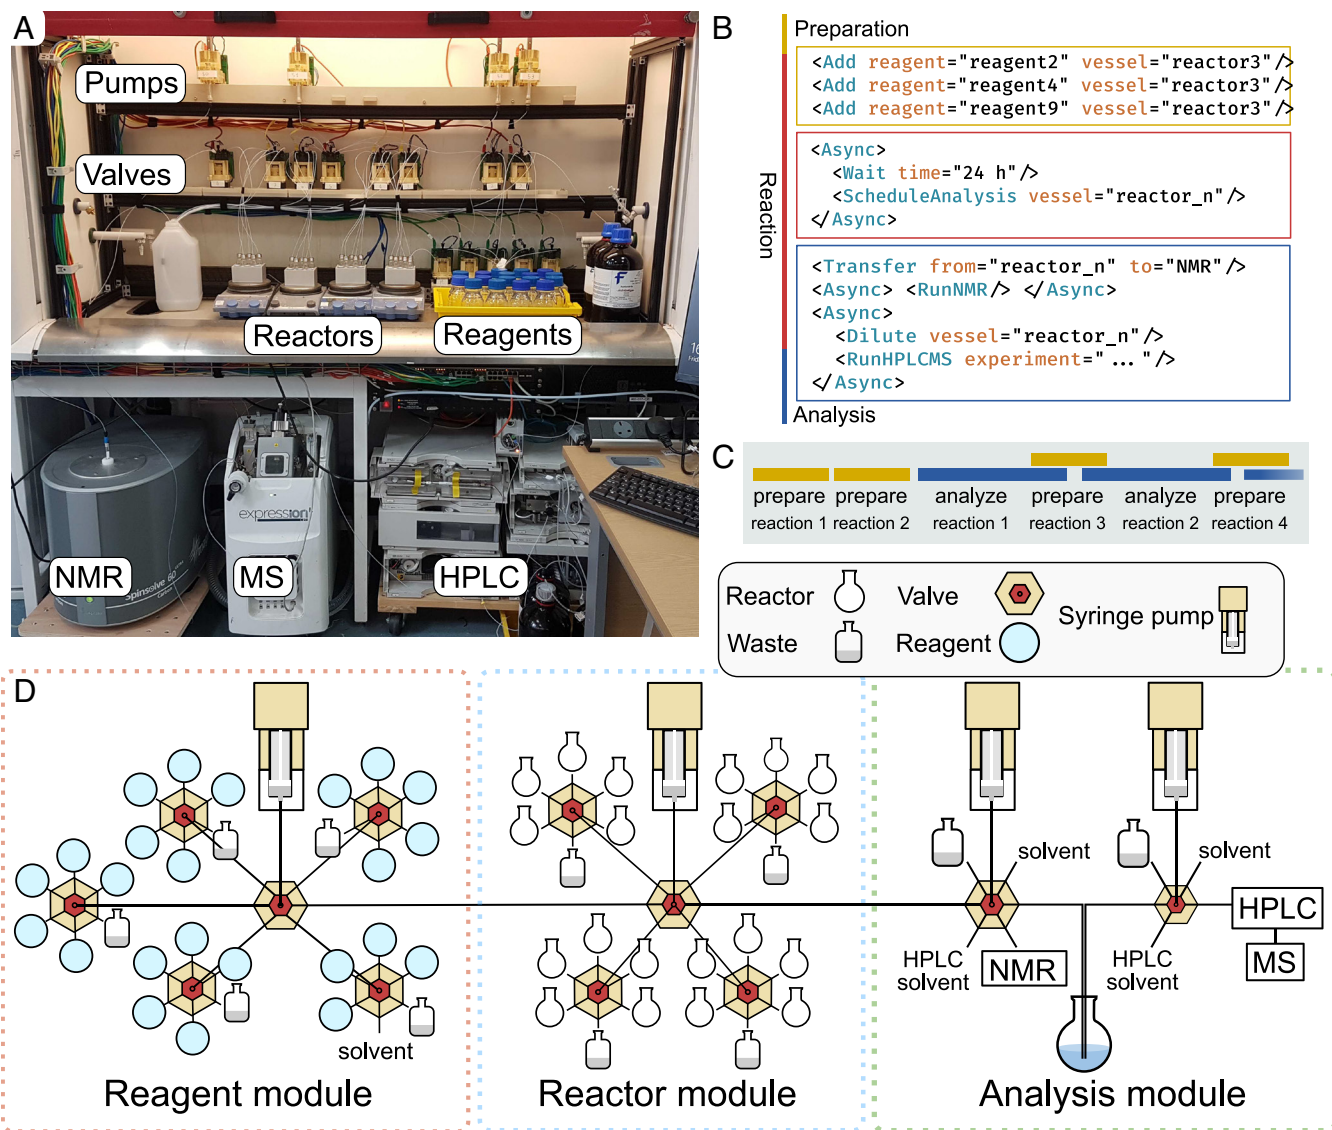 A
Pumps
Valves
Reactors
Reagents
NMR
MS
HPLC
expression
Spinsolve 60
Carbon
B
Preparation
<Add reagent="reagent2" vessel="reactor3"/>
<Add reagent="reagent4" vessel="reactor3"/>
<Add reagent="reagent9" vessel="reactor3"/>
Reaction
<Async>
<Wait time="24 h"/>
<ScheduleAnalysis vessel="reactor_n"/>
</Async>
<Transfer from="reactor_n" to="NMR"/>
<Async> <RunNMR/> </Async>
<Async>
<Dilute vessel="reactor_n"/>
<RunHPLCMS experiment="..."/>
</Async>
Analysis
C
prepare
reaction 1
prepare
reaction 2
analyze
reaction 1
prepare
reaction 3
analyze
reaction 2
prepare
reaction 4
Reactor
Valve
Syringe pump
Waste
Reagent
D
solvent
Reagent module
Reactor module
solvent
HPLC
solvent
NMR
solvent
HPLC
solvent
HPLC
MS
Analysis module